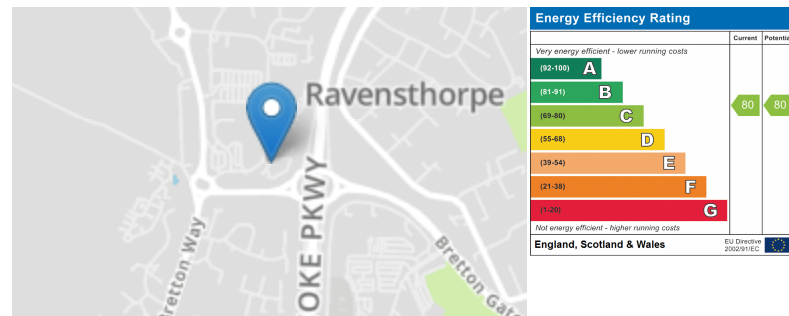 Ravensthorpe
OKE PKWY
Bretton Way
Bretton Gate
Energy Efficiency Rating
Current Potentia
Very energy efficient - lower running costs
(92-100) A
(81-91) B
(69-80) C
(55-68) D
(39-54) E
(21-38) F
(1-20) G
80 80
Not energy efficient - higher running costs
England, Scotland & Wales
EU Directive
2002/91/EC